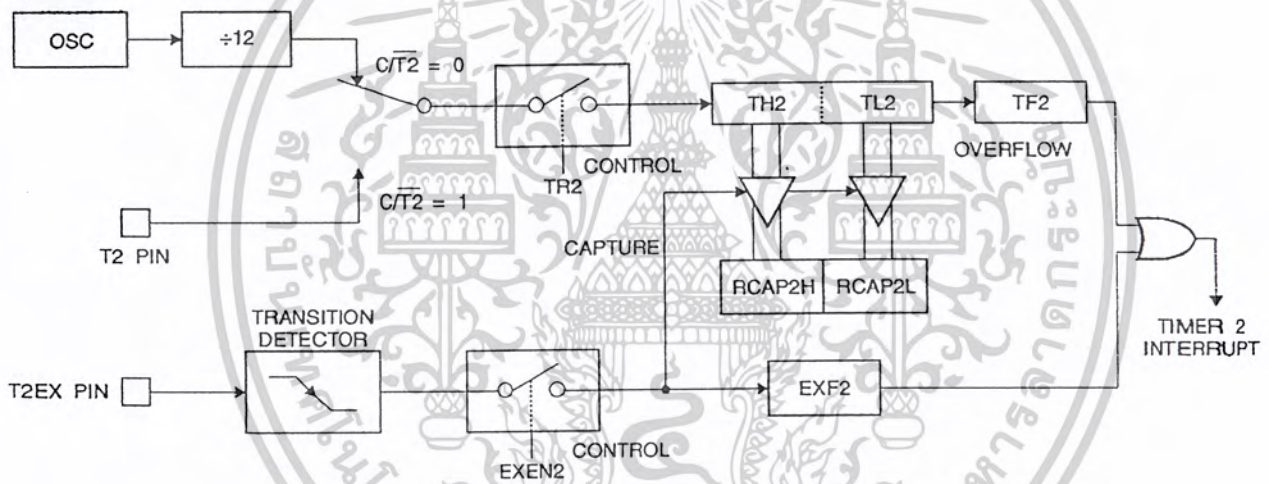 OSC
÷12
C/T2 = 0
TH2
TL2
TF2
CONTROL
OVERFLOW
TR2
C/T2 = 1
T2 PIN
CAPTURE
RCAP2H
RCAP2L
TRANSITION
DETECTOR
TIMER 2
INTERRUPT
T2EX PIN
EXF2
CONTROL
EXEN2